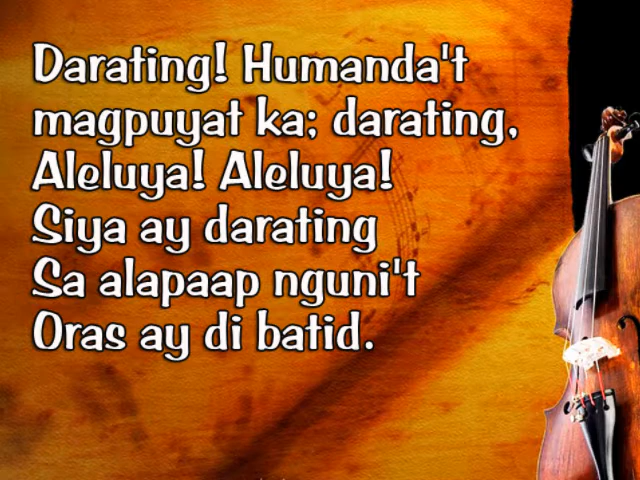 Darating! Humanda't
magpuyat ka; darating,
Aleluya! Aleluya!
Siya ay darating
Sa alapaap nguni't
Oras ay di batid.